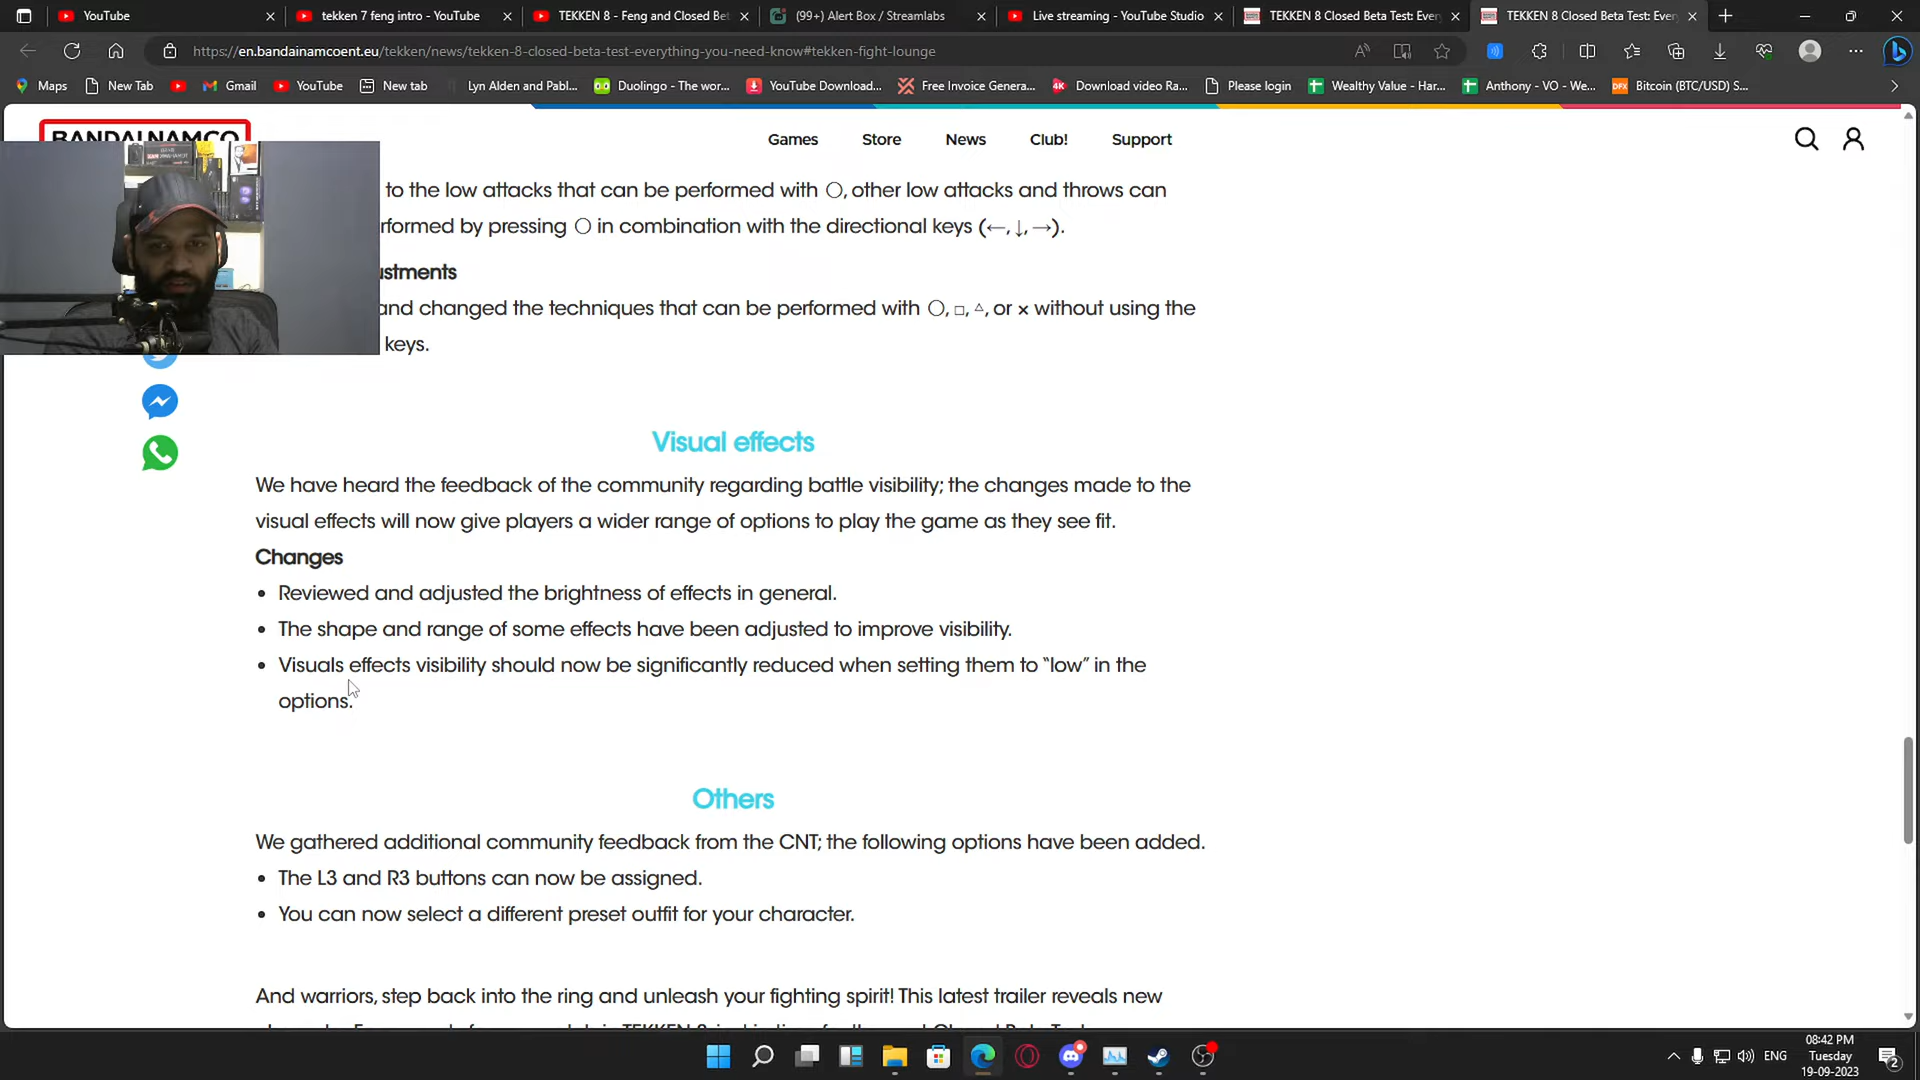 YouTube
tekken 7 feng intro - YouTube
TEKKEN 8 - Feng and Closed Bet
(99+) Alert Box / Streamlabs
Live streaming - YouTube Studio
TEKKEN 8 Closed Beta Test: Every
TEKKEN 8 Closed Beta Test: Every
https://en.bandainamcoent.eu/tekken/news/tekken-8-closed-beta-test-everything-you-need-know#tekken-fight-lounge
Maps
New Tab
Gmail
YouTube
New tab
Lyn Alden and Pabl...
Duolingo - The wor...
YouTube Download...
Free Invoice Genera...
4K Download video Ra...
Please login
Wealthy Value - Har...
Anthony - VO - We...
DFX Bitcoin (BTC/USD) S...
BANDAI NAMCO
Games
Store
News
Club!
Support
to the low attacks that can be performed with ○, other low attacks and throws can
rformed by pressing ○ in combination with the directional keys (←, ↓, →).
ustments
and changed the techniques that can be performed with ○, □, △, or × without using the
keys.
Visual effects
We have heard the feedback of the community regarding battle visibility; the changes made to the
visual effects will now give players a wider range of options to play the game as they see fit.
Changes
• Reviewed and adjusted the brightness of effects in general.
• The shape and range of some effects have been adjusted to improve visibility.
• Visuals effects visibility should now be significantly reduced when setting them to “low” in the
options.
Others
We gathered additional community feedback from the CNT; the following options have been added.
• The L3 and R3 buttons can now be assigned.
• You can now select a different preset outfit for your character.
And warriors, step back into the ring and unleash your fighting spirit! This latest trailer reveals new
ENG
08:42 PM
Tuesday
19-09-2023
2